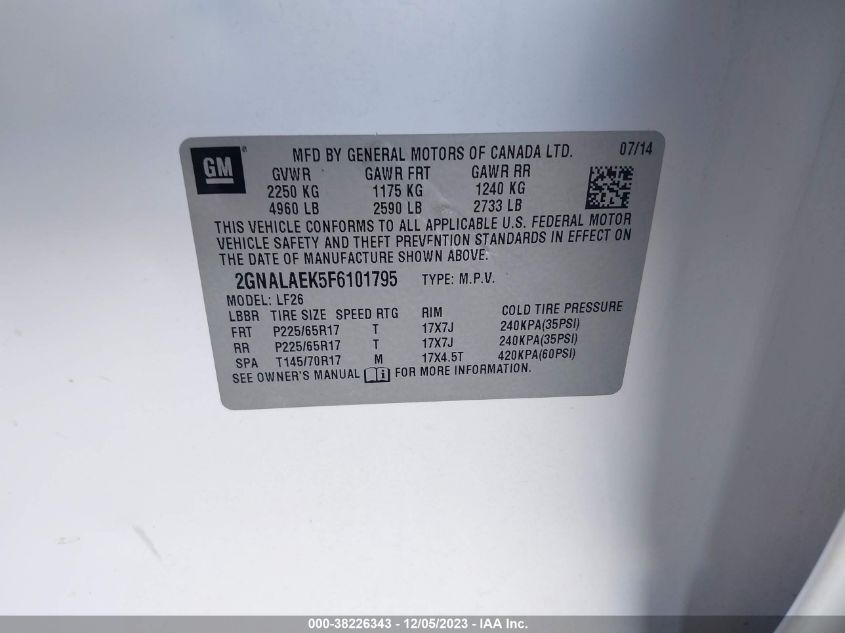 GM ® MFD BY GENERAL MOTORS OF CANADA LTD. 07/14
GVWR GAWR FRT GAWR RR
2250 KG 1175 KG 1240 KG
4960 LB 2590 LB 2733 LB
THIS VEHICLE CONFORMS TO ALL APPLICABLE U.S. FEDERAL MOTOR
VEHICLE SAFETY AND THEFT PREVENTION STANDARDS IN EFFECT ON
THE DATE OF MANUFACTURE SHOWN ABOVE.
2GNALAEK5F6101795 TYPE: M.P.V.
MODEL: LF26
LBBR TIRE SIZE SPEED RTG RIM COLD TIRE PRESSURE
FRT P225/65R17 T 17X7J 240KPA(35PSI)
RR P225/65R17 T 17X7J 240KPA(35PSI)
SPA T145/70R17 M 17X4.5T 420KPA(60PSI)
SEE OWNER'S MANUAL i FOR MORE INFORMATION.
000-38226343 - 12/05/2023 - IAA Inc.